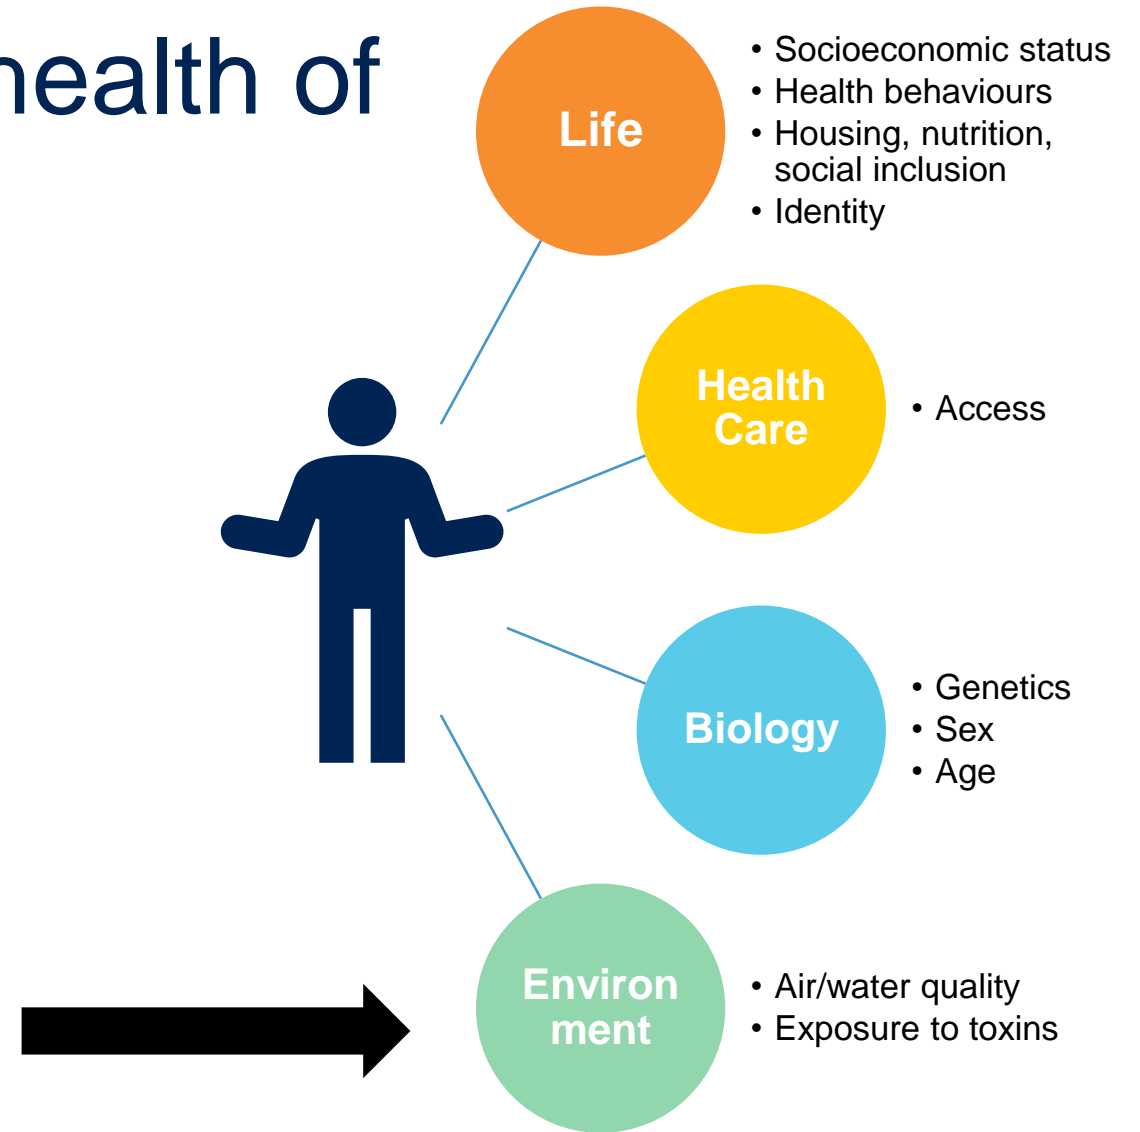 health of
Life
• Socioeconomic status
• Health behaviours
• Housing, nutrition,
social inclusion
• Identity
Health
Care
• Access
Biology
• Genetics
• Sex
• Age
Environ
ment
• Air/water quality
• Exposure to toxins